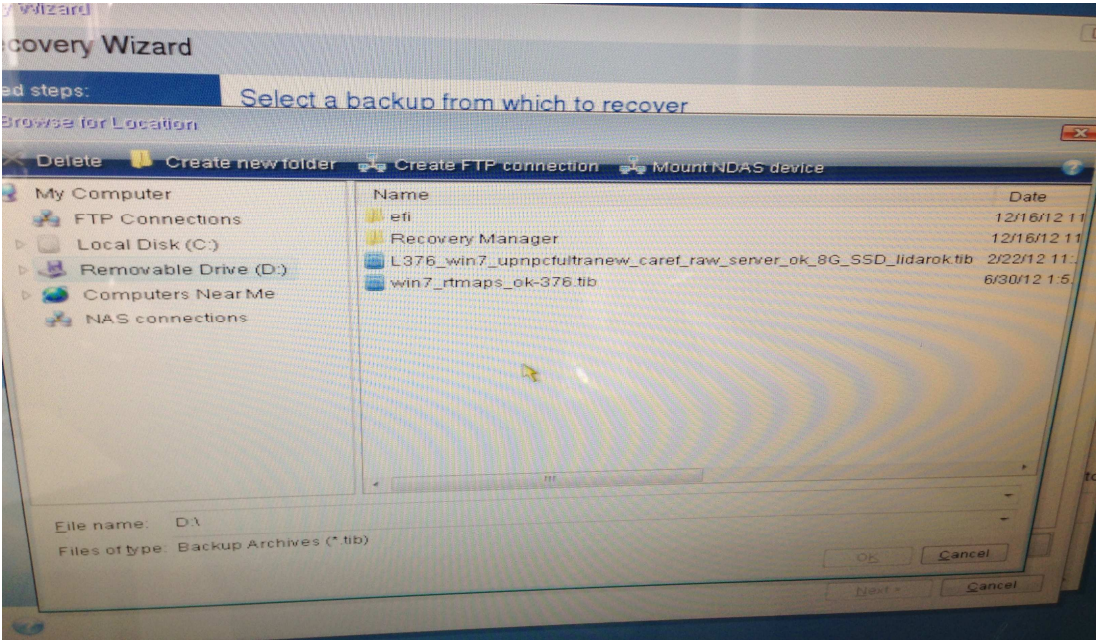 y Wizard
covery Wizard
ed steps:
Select a backup from which to recover
Browse for Location
Delete Create new folder Create FTP connection Mount NDAS device
My Computer
FTP Connections
Local Disk (C:)
Removable Drive (D:)
Computers Near Me
NAS connections
Name Date
efi 12/16/12 11
Recovery Manager 12/16/12 11
L376_win7_upnpcfultranew_caref_raw_server_ok_8G_SSD_lidarok.tib 2/22/12 11:
win7_rtmaps_ok-376.tib 6/30/12 1:5
File name: D:\
Files of type: Backup Archives (*.tib)
OK Cancel
Next > Cancel